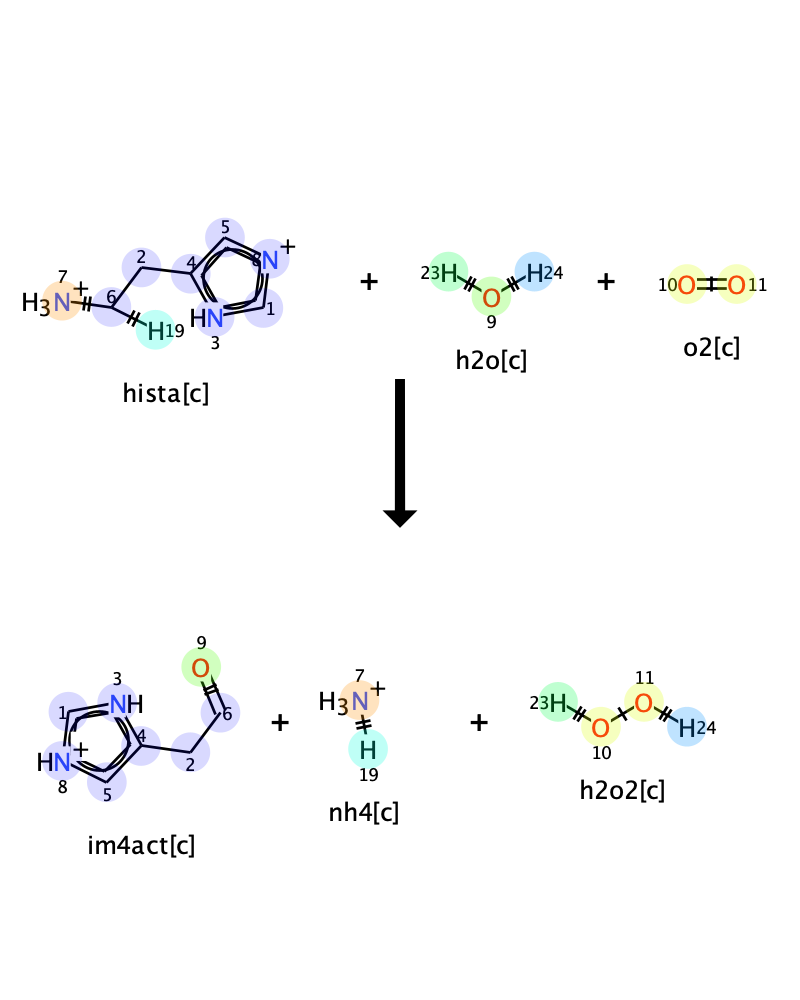 5
2 4 8 N +
7 +
H3N 6
H19 HN 1
3
hista[c]
+
23H H24
O
9
h2o[c]
+
10O O11
o2[c]
9
O
3
1 NH
+ 4 6
HN
8 5 2
im4act[c]
+
7
H3N +
H
19
nh4[c]
+
11
23H O
O H24
10
h2o2[c]